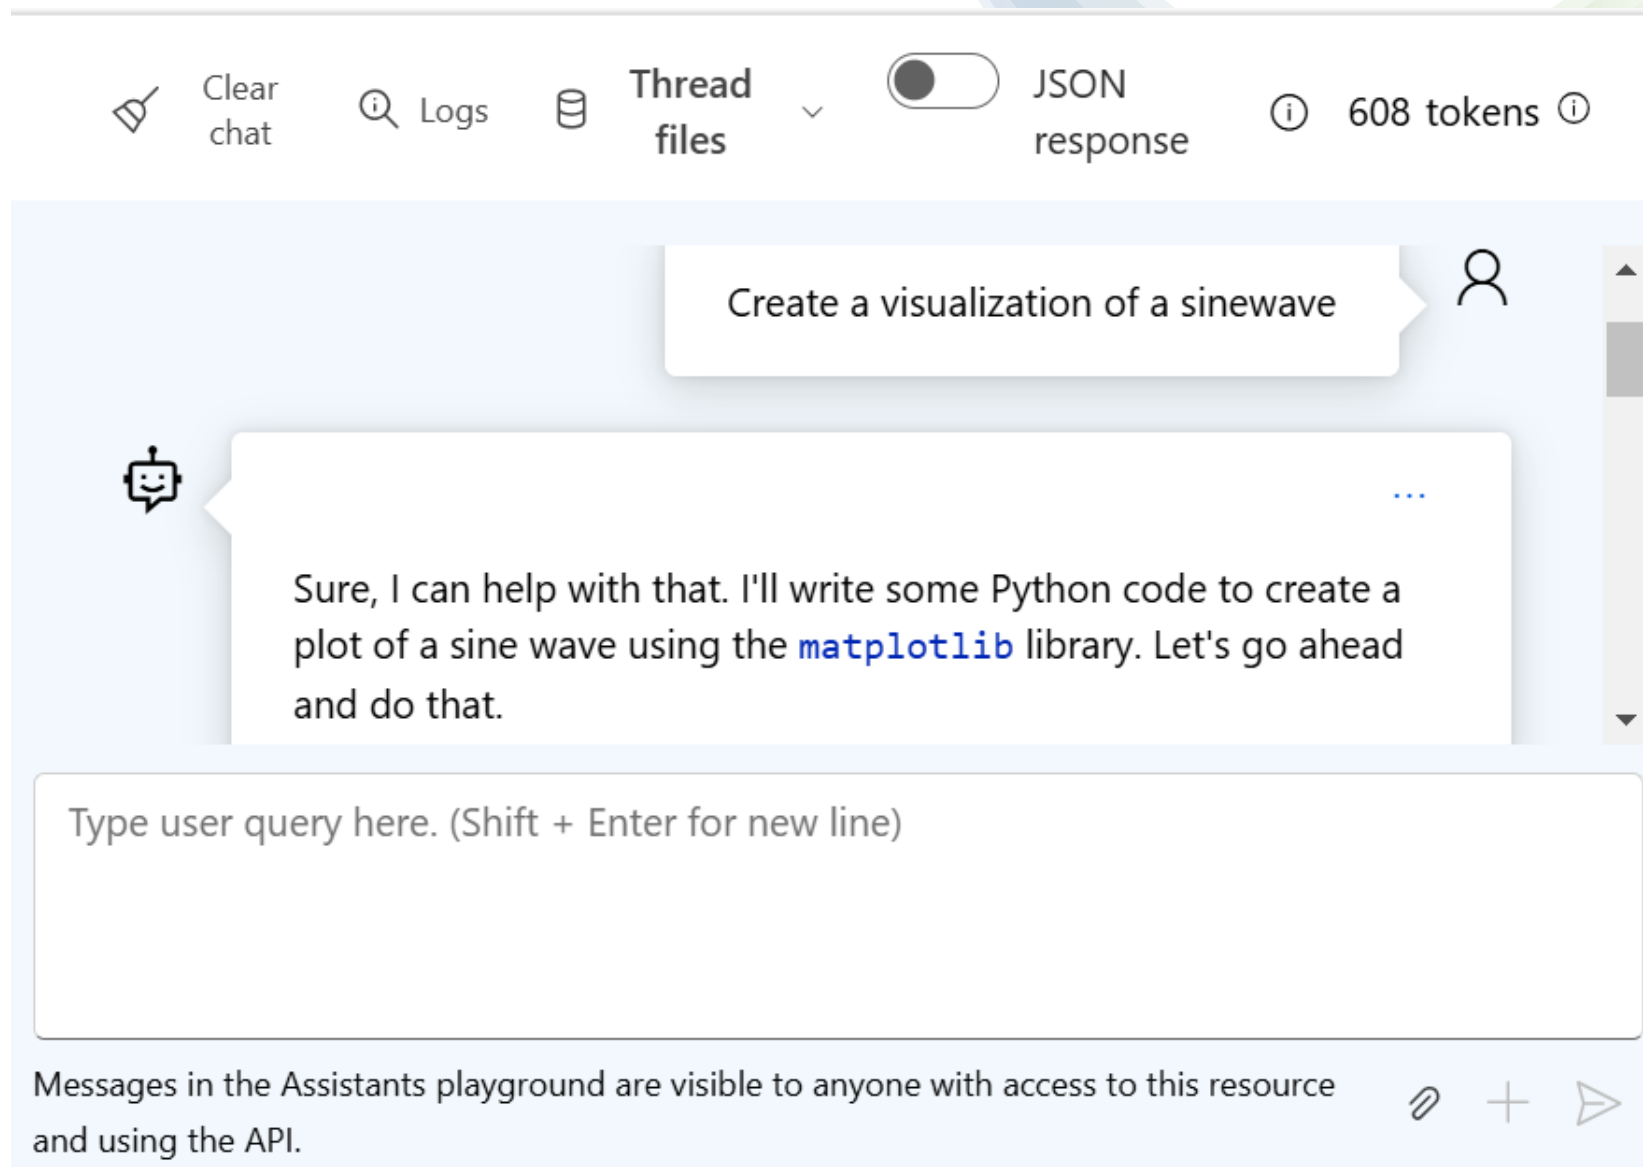 Clear
chat
Logs
Thread
files
JSON
response
608 tokens
Create a visualization of a sinewave
...
Sure, I can help with that. I'll write some Python code to create a
plot of a sine wave using the matplotlib library. Let's go ahead
and do that.
Type user query here. (Shift + Enter for new line)
Messages in the Assistants playground are visible to anyone with access to this resource
and using the API.